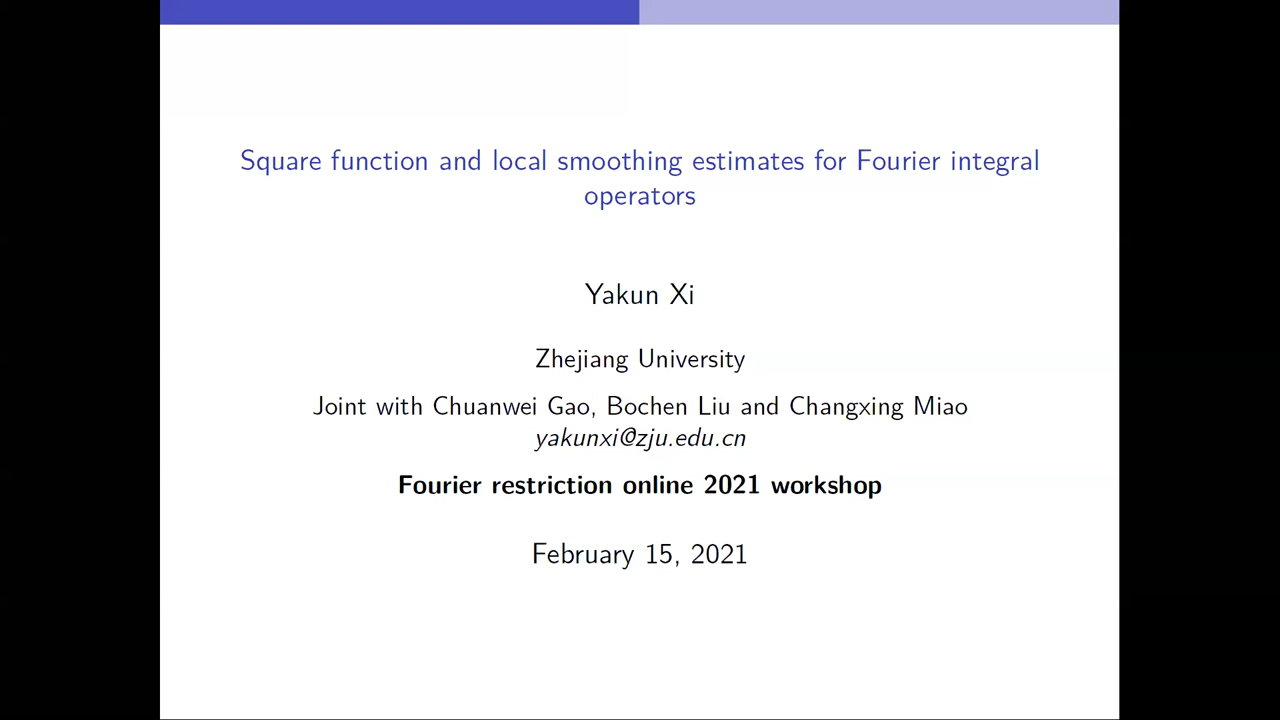 Square function and local smoothing estimates for Fourier integral
operators
Yakun Xi
Zhejiang University
Joint with Chuanwei Gao, Bochen Liu and Changxing Miao
yakunxi@zju.edu.cn
Fourier restriction online 2021 workshop
February 15, 2021